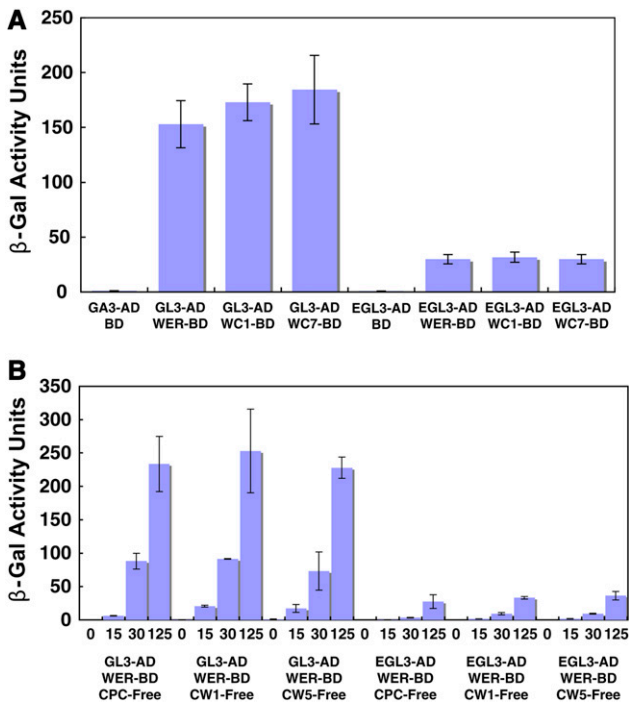 A
β-Gal Activity Units
250
200
150
100
50
0
GA3-AD GL3-AD GL3-AD GL3-AD EGL3-AD EGL3-AD EGL3-AD EGL3-AD
BD WER-BD WC1-BD WC7-BD BD WER-BD WC1-BD WC7-BD
B
β-Gal Activity Units
350
300
250
200
150
100
50
0
0 15 30 125 0 15 30 125 0 15 30 125 0 15 30 125 0 15 30 125 0 15 30 125
GL3-AD GL3-AD GL3-AD EGL3-AD EGL3-AD EGL3-AD
WER-BD WER-BD WER-BD WER-BD WER-BD WER-BD
CPC-Free CW1-Free CW5-Free CPC-Free CW1-Free CW5-Free